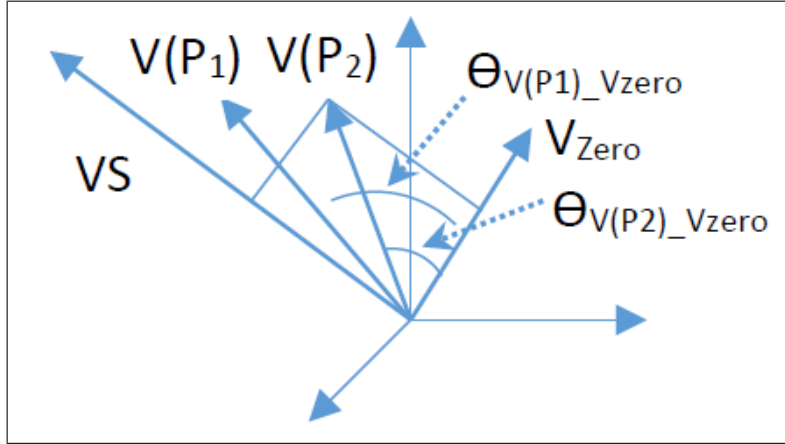 V(P₁) V(P₂)
ϴV(P1)_Vzero
VZero
VS
ϴV(P2)_Vzero